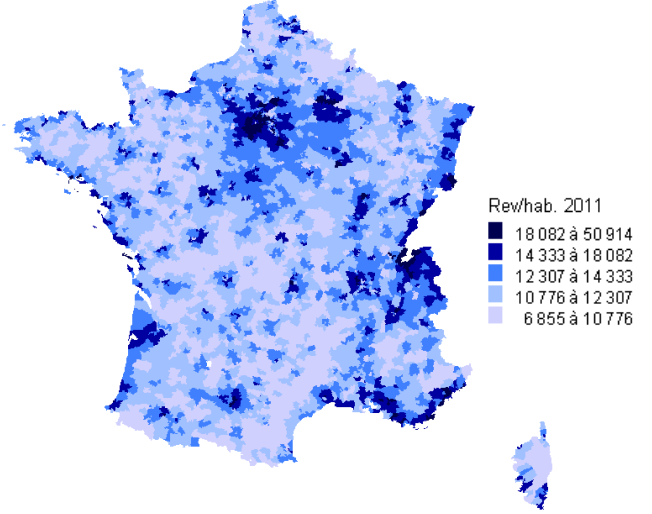 Rev/hab. 2011
18 082 à 50 914
14 333 à 18 082
12 307 à 14 333
10 776 à 12 307
6 855 à 10 776